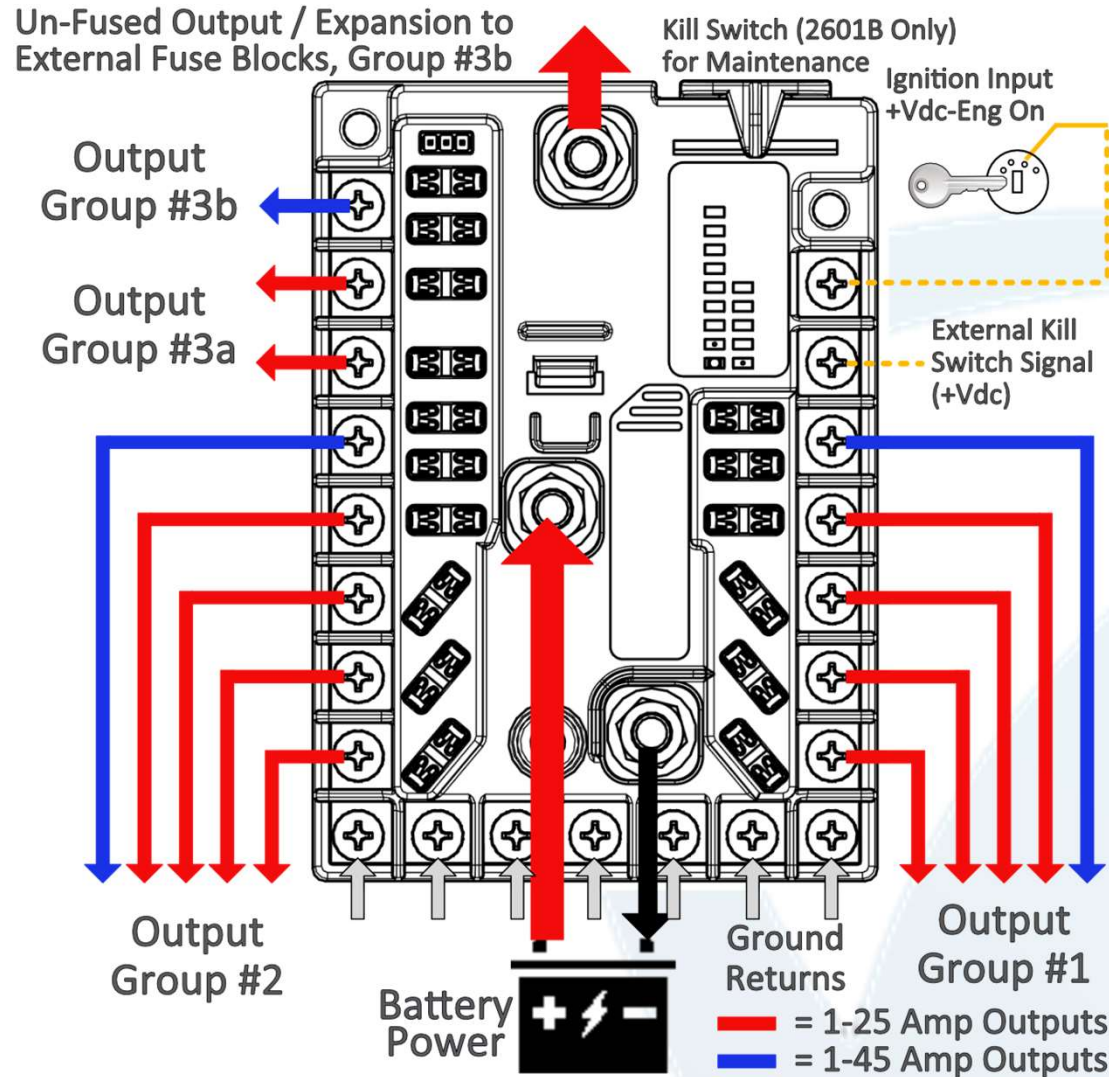 Un-Fused Output / Expansion to
External Fuse Blocks, Group #3b
Kill Switch (2601B Only)
for Maintenance
Ignition Input
+Vdc-Eng On
Output
Group #3b
Output
Group #3a
External Kill
Switch Signal
(+Vdc)
Output
Group #2
Battery
Power
Ground
Returns
Output
Group #1
= 1-25 Amp Outputs
= 1-45 Amp Outputs